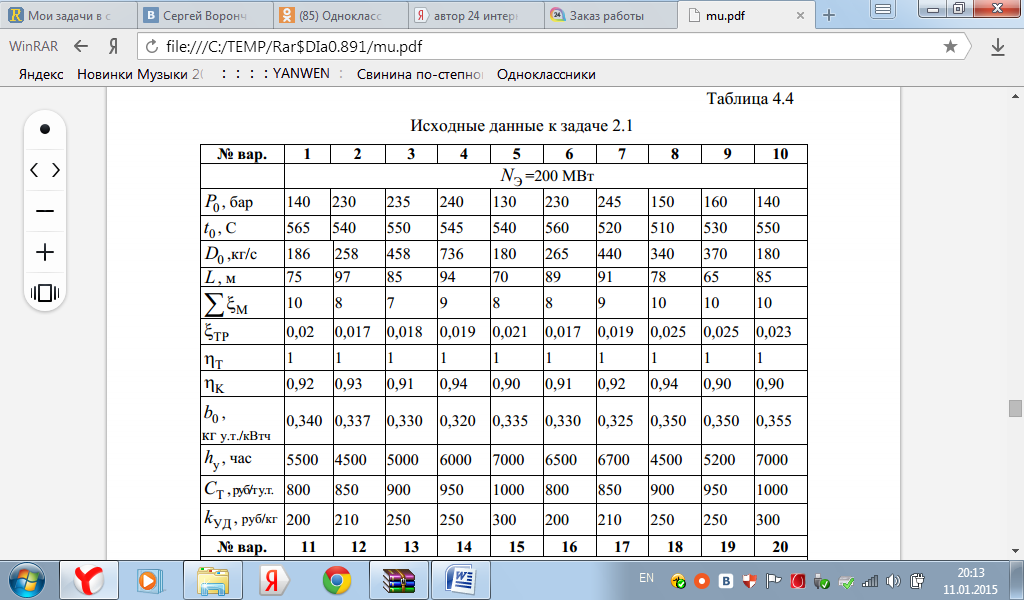 Мои задачи в с
Сергей Воронч
(85) Одноклас
автор 24 интер
Заказ работы
mu.pdf
WinRAR
file:///C:/TEMP/Rar$DIa0.891/mu.pdf
Яндекс Новинки Музыки 20 : : : : YANWEN : Свинина по-степно Одноклассники
Таблица 4.4
Исходные данные к задаче 2.1
№ вар. 1 2 3 4 5 6 7 8 9 10
NЭ =200 МВт
P0, бар 140 230 235 240 130 230 245 150 160 140
t0, С 565 540 550 545 540 560 520 510 530 550
D0,кг/с 186 258 458 736 180 265 440 340 370 180
L, м 75 97 85 94 70 89 91 78 65 85
∑ξМ 10 8 7 9 8 8 9 10 10 10
ξТР 0,02 0,017 0,018 0,019 0,021 0,017 0,019 0,025 0,025 0,023
ηТ 1 1 1 1 1 1 1 1 1 1
ηК 0,92 0,93 0,91 0,94 0,90 0,91 0,92 0,94 0,90 0,90
b0, кг у.т./кВтч 0,340 0,337 0,330 0,320 0,335 0,330 0,325 0,350 0,350 0,355
hу, час 5500 4500 5000 6000 7000 6500 6700 4500 5200 7000
CТ, руб/т у.т. 800 850 900 950 1000 800 850 900 950 1000
kУД, руб/кг 200 210 250 250 300 200 210 250 250 300
№ вар. 11 12 13 14 15 16 17 18 19 20
EN
20:13
11.01.2015